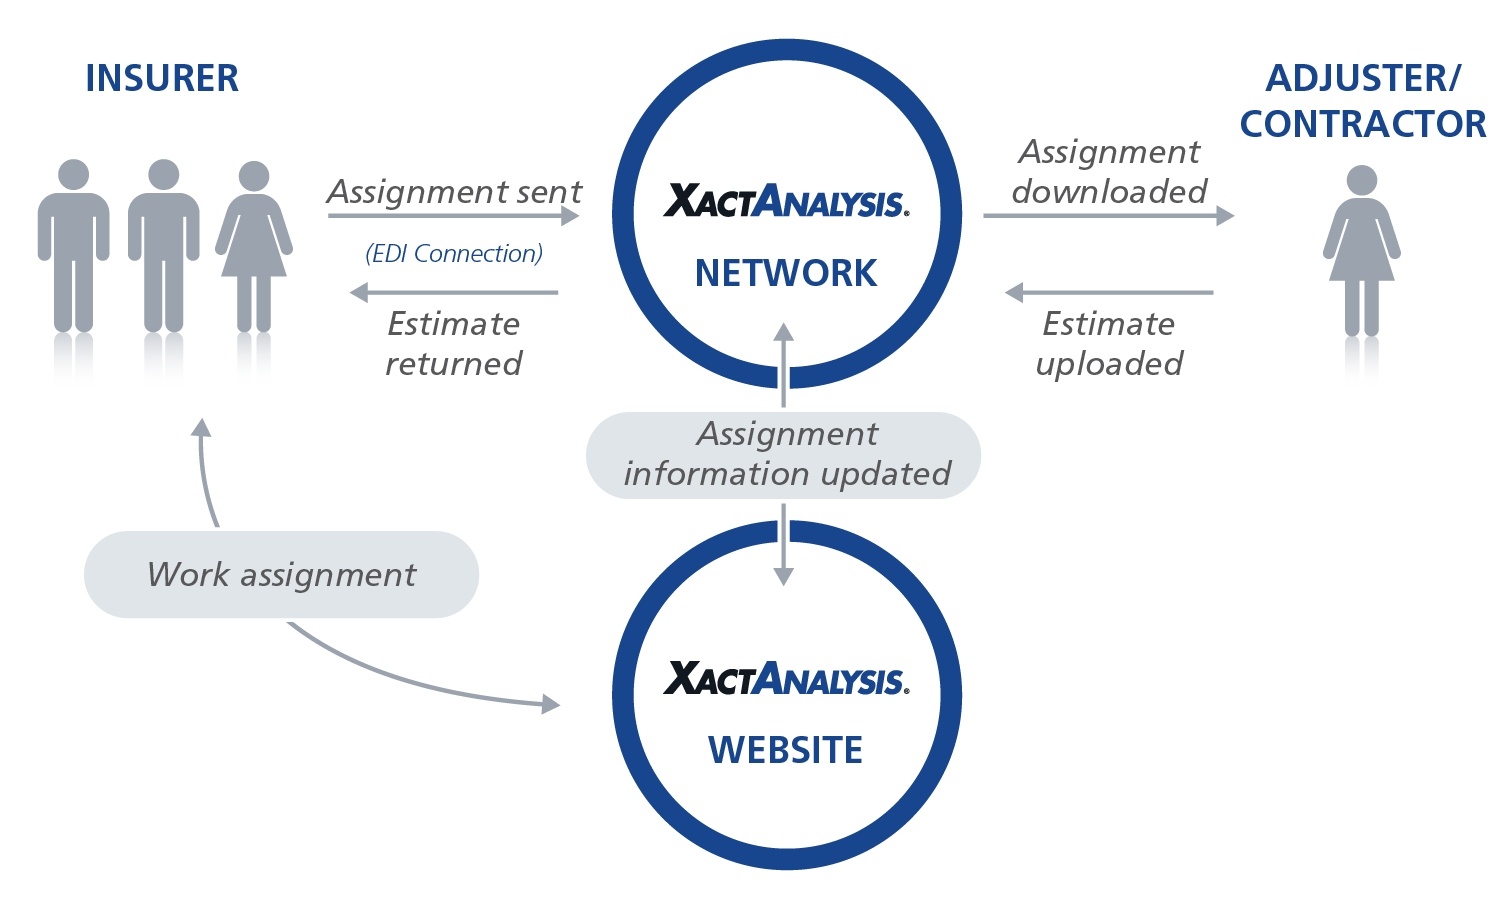 INSURER
Assignment sent
(EDI Connection)
Estimate
returned
XACTANALYSIS®
NETWORK
Assignment
downloaded
Estimate
uploaded
ADJUSTER/
CONTRACTOR
Assignment
information updated
Work assignment
XACTANALYSIS®
WEBSITE